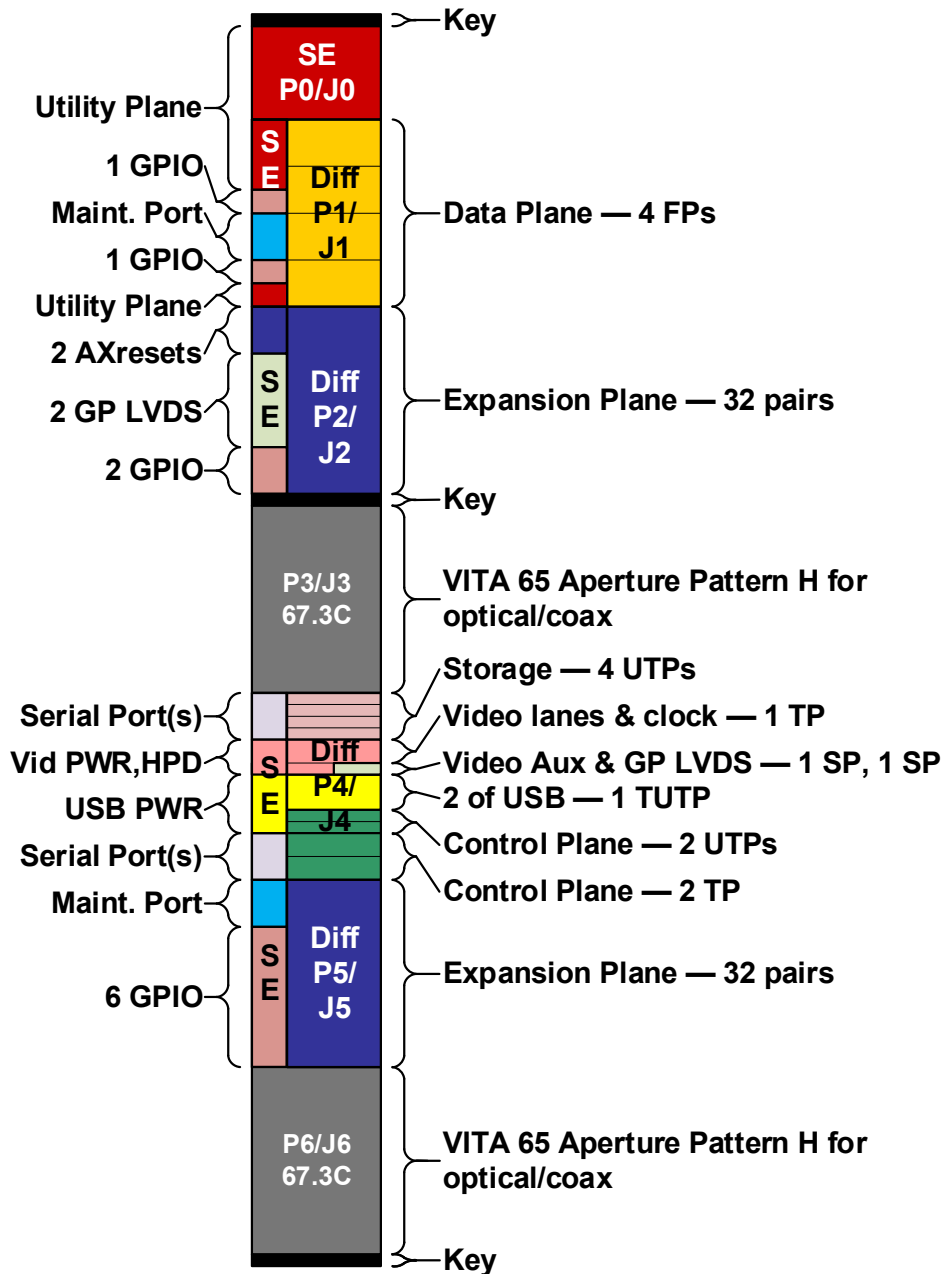 Key
SE
P0/J0
Utility Plane
S
E
1 GPIO
Diff
P1/
J1
Maint. Port
Data Plane — 4 FPs
1 GPIO
Utility Plane
2 AXresets
S
E
Diff
P2/
J2
2 GP LVDS
Expansion Plane — 32 pairs
2 GPIO
Key
P3/J3
67.3C
VITA 65 Aperture Pattern H for
optical/coax
Storage — 4 UTPs
Serial Port(s)
Video lanes & clock — 1 TP
Vid PWR,HPD
S
E
Diff
P4/
J4
Video Aux & GP LVDS — 1 SP, 1 SP
USB PWR
2 of USB — 1 TUTP
Control Plane — 2 UTPs
Serial Port(s)
Control Plane — 2 TP
Maint. Port
S
E
Diff
P5/
J5
6 GPIO
Expansion Plane — 32 pairs
P6/J6
67.3C
VITA 65 Aperture Pattern H for
optical/coax
Key